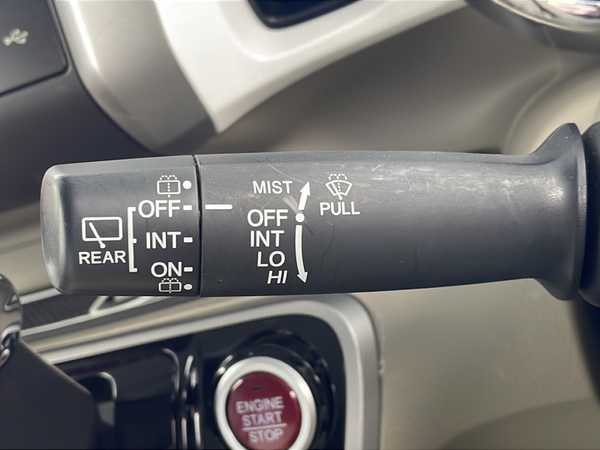 MIST
OFF
INT
LO
HI
PULL
OFF
INT
ON
REAR
ENGINE
START
STOP